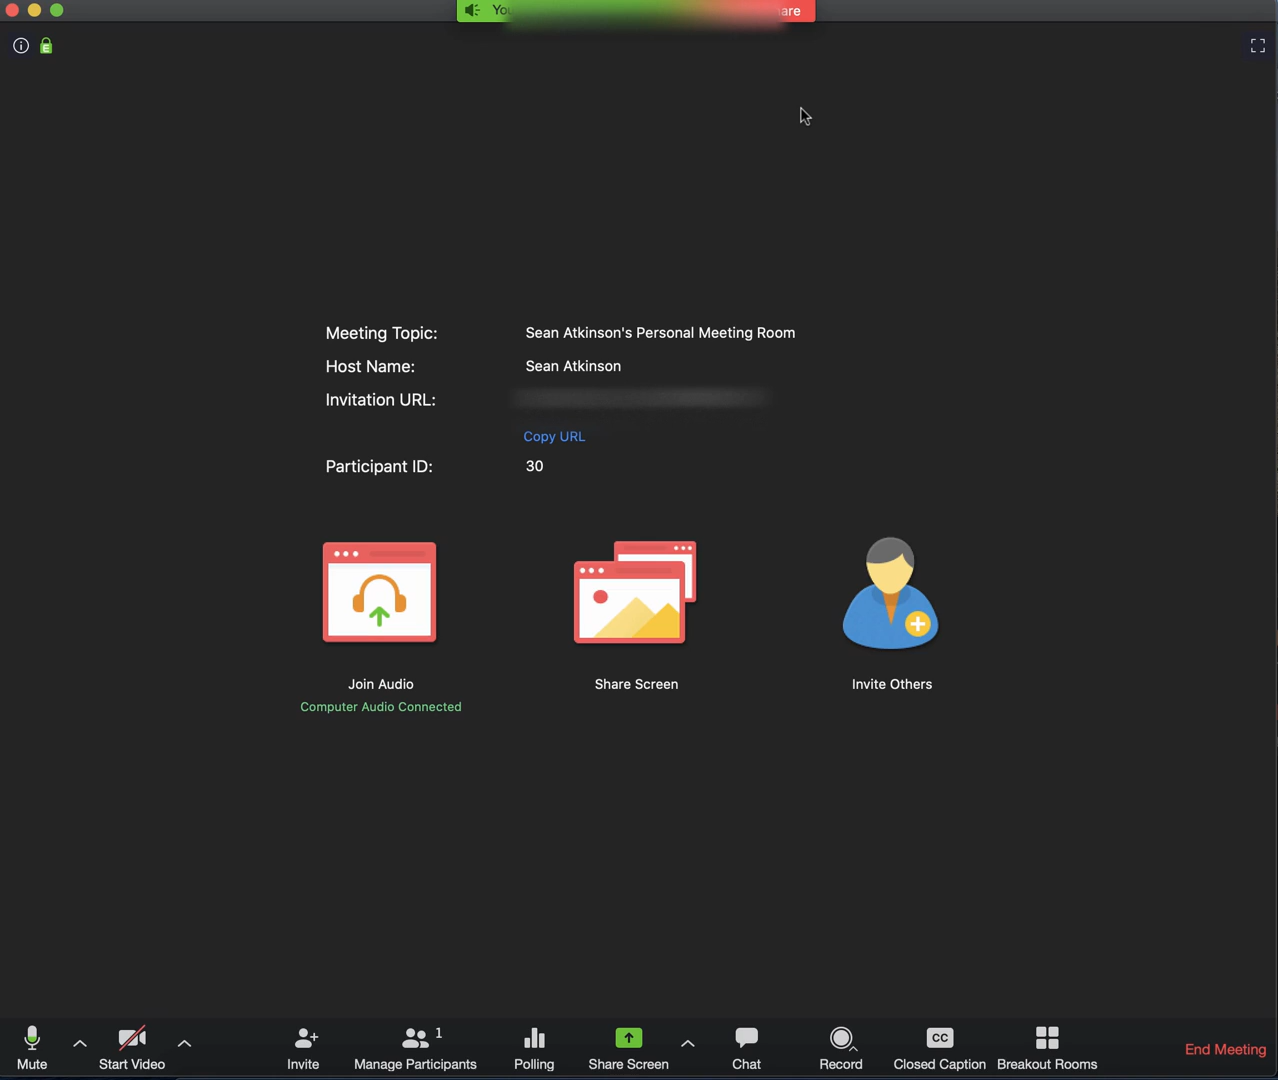 Meeting Topic: Sean Atkinson's Personal Meeting Room
Host Name: Sean Atkinson
Invitation URL:
Copy URL
Participant ID: 30
Join Audio Share Screen Invite Others
Computer Audio Connected
1
CC
Mute Start Video Invite Manage Participants Polling Share Screen Chat Record Closed Caption Breakout Rooms End Meeting